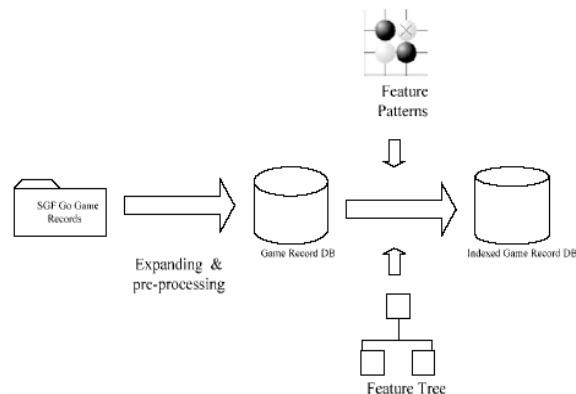 Feature
Patterns
SGF Go Game
Records
Game Record DB
Indexed Game Record DB
Expanding &
pre-processing
Feature Tree